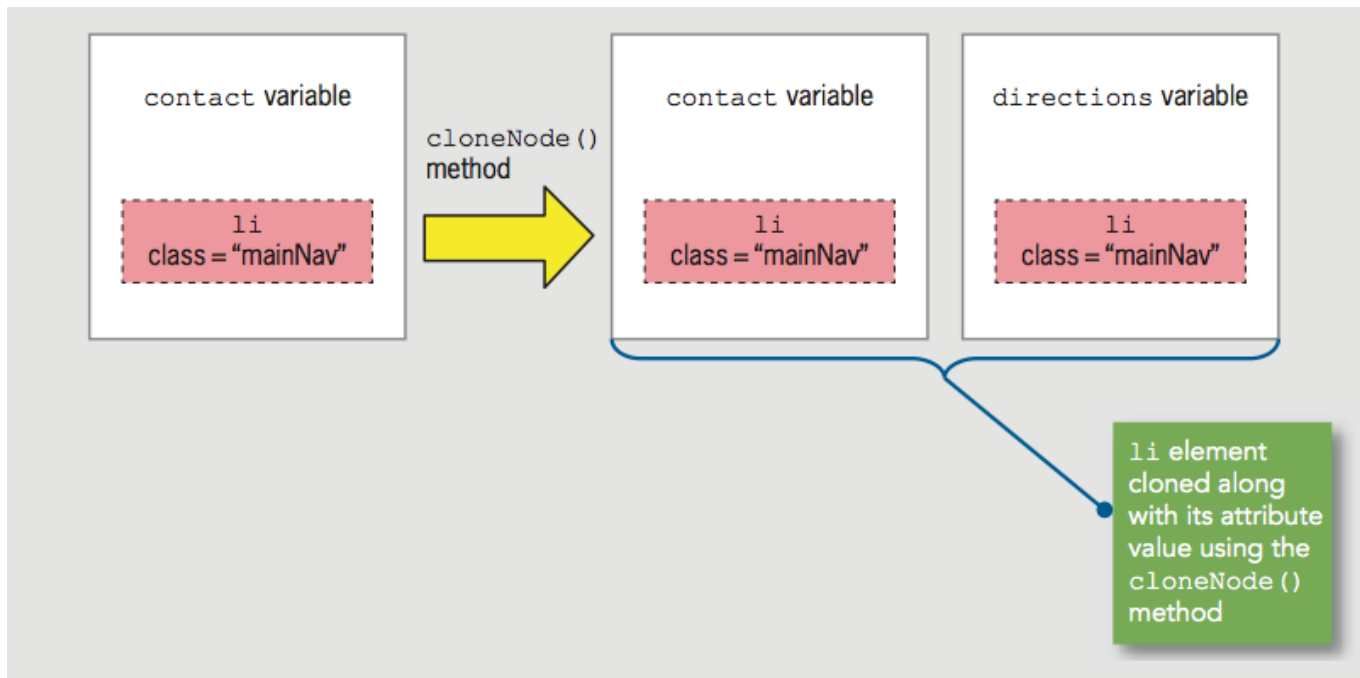 contact variable
cloneNode()
method
li
class = “mainNav”
contact variable
li
class = “mainNav”
directions variable
li
class = “mainNav”
li element
cloned along
with its attribute
value using the
cloneNode()
method